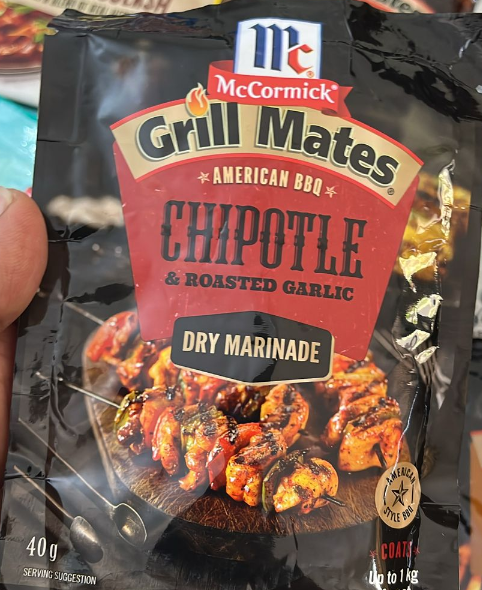 Mc
McCormick®
Grill Mates®
AMERICAN BBQ
CHIPOTLE
& ROASTED GARLIC
DRY MARINADE
AMERICAN
STYLE BBQ
40g
SERVING SUGGESTION
COATS
Up to 1 kg